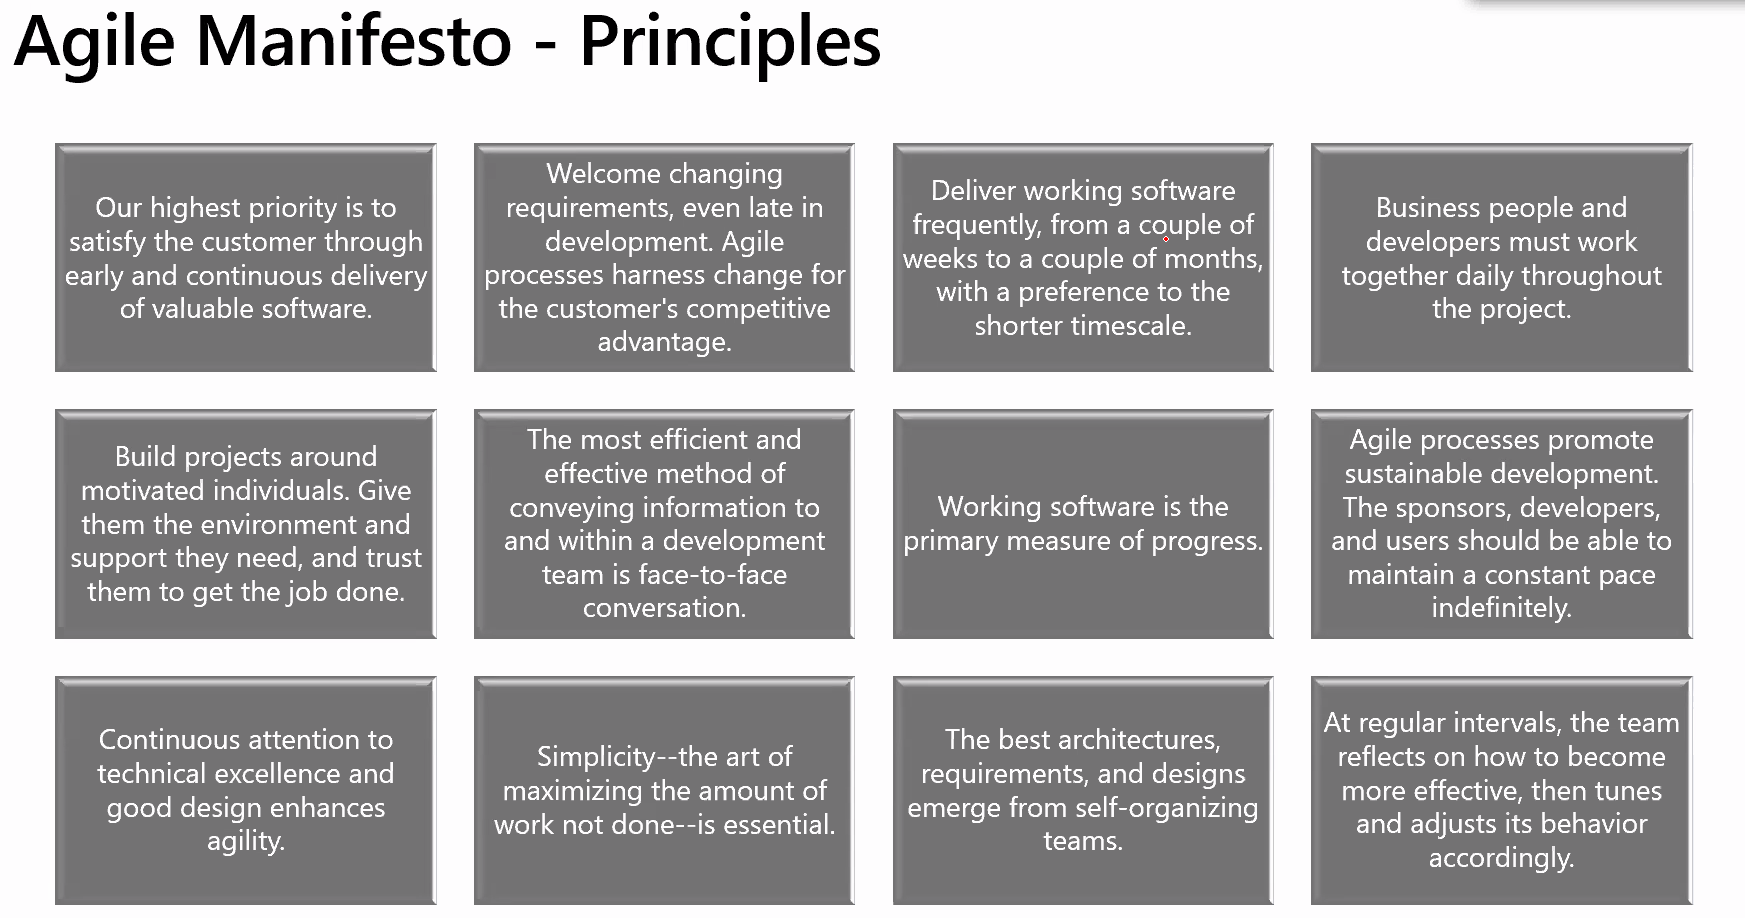 Agile Manifesto - Principles
Our highest priority is to
satisfy the customer through
early and continuous delivery
of valuable software.
Welcome changing
requirements, even late in
development. Agile
processes harness change for
the customer's competitive
advantage.
Deliver working software
frequently, from a couple of
weeks to a couple of months,
with a preference to the
shorter timescale.
Business people and
developers must work
together daily throughout
the project.
Build projects around
motivated individuals. Give
them the environment and
support they need, and trust
them to get the job done.
The most efficient and
effective method of
conveying information to
and within a development
team is face-to-face
conversation.
Working software is the
primary measure of progress.
Agile processes promote
sustainable development.
The sponsors, developers,
and users should be able to
maintain a constant pace
indefinitely.
Continuous attention to
technical excellence and
good design enhances
agility.
Simplicity--the art of
maximizing the amount of
work not done--is essential.
The best architectures,
requirements, and designs
emerge from self-organizing
teams.
At regular intervals, the team
reflects on how to become
more effective, then tunes
and adjusts its behavior
accordingly.